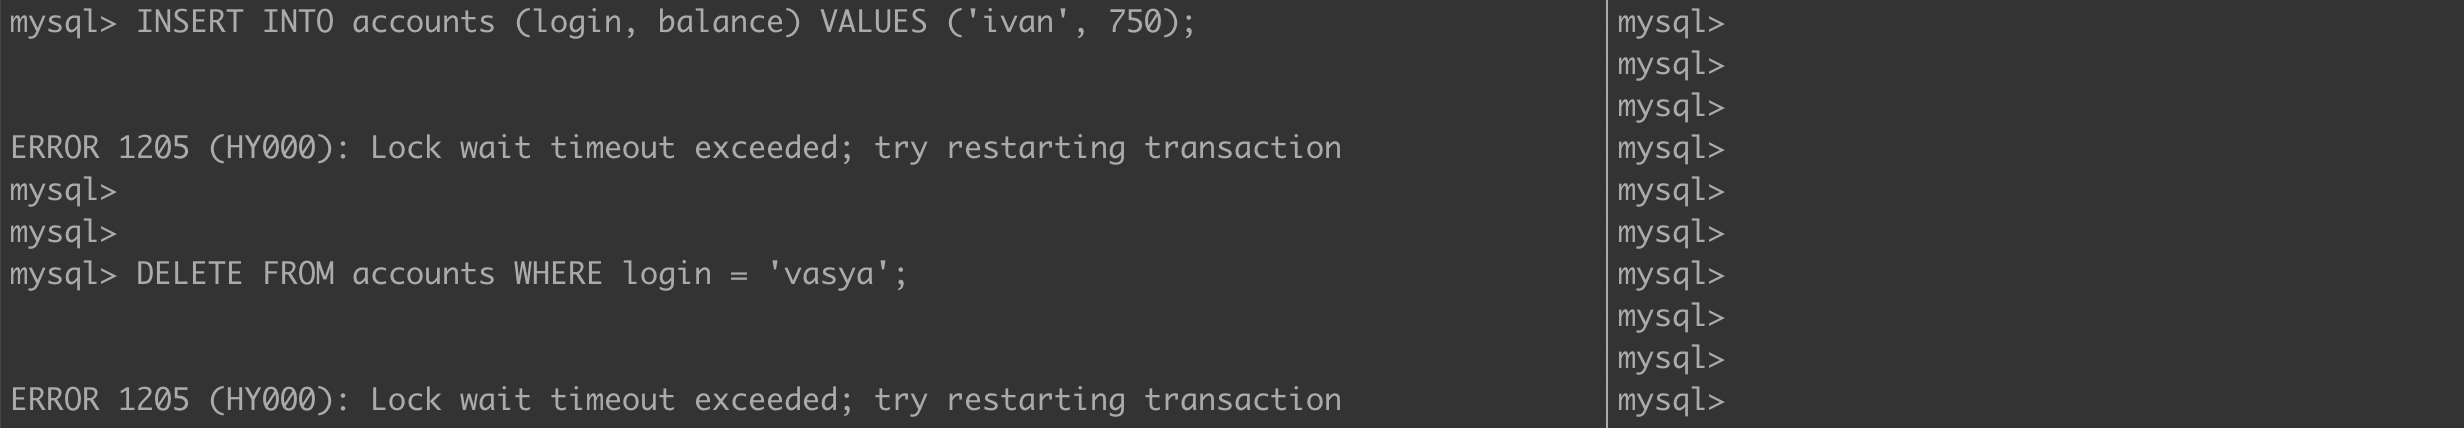 mysql> INSERT INTO accounts (login, balance) VALUES ('ivan', 750);
ERROR 1205 (HY000): Lock wait timeout exceeded; try restarting transaction
mysql>
mysql>
mysql> DELETE FROM accounts WHERE login = 'vasya';
ERROR 1205 (HY000): Lock wait timeout exceeded; try restarting transaction
mysql>
mysql>
mysql>
mysql>
mysql>
mysql>
mysql>
mysql>
mysql>
mysql>